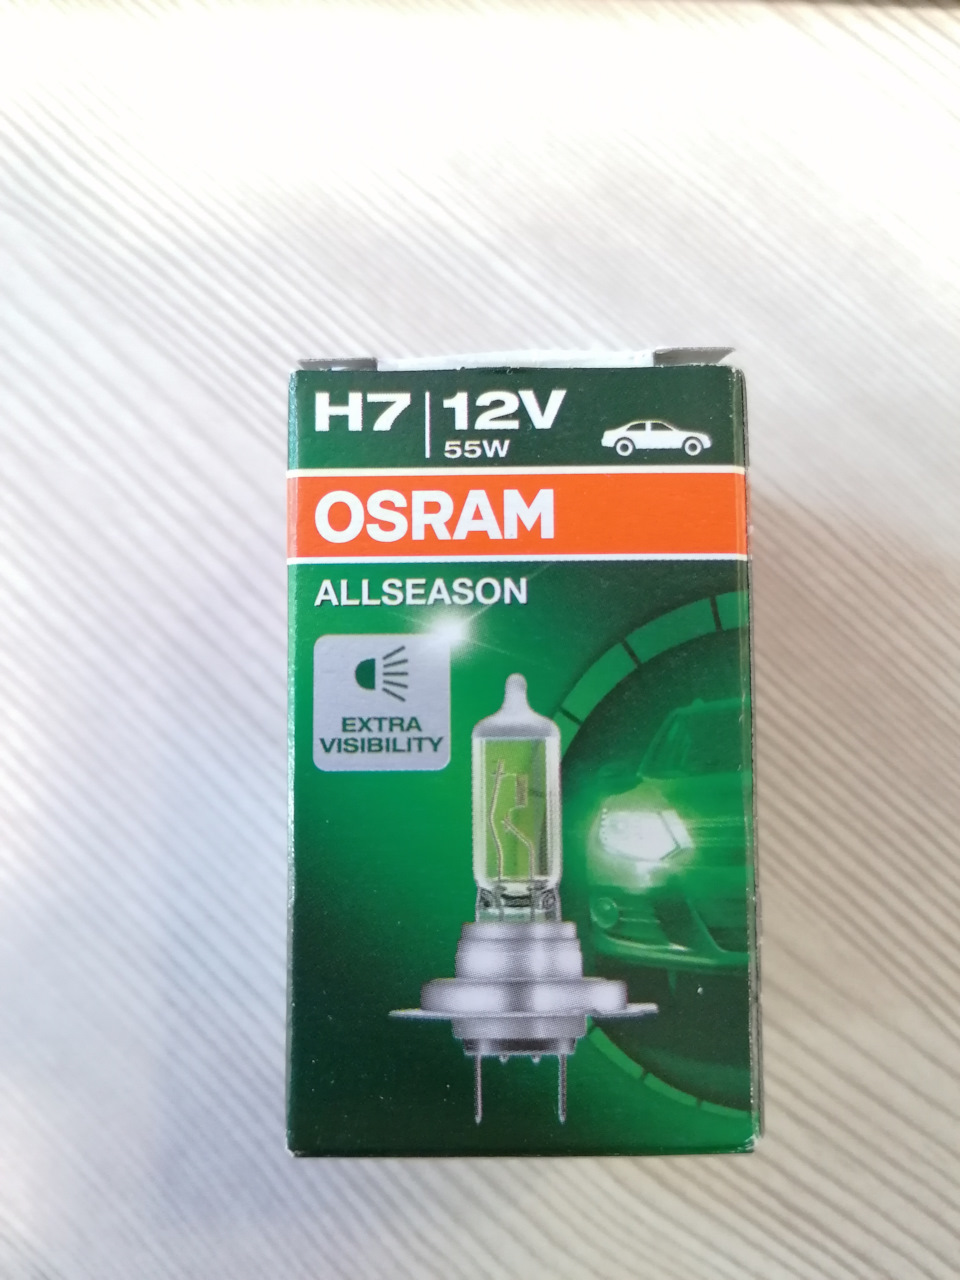 H7 | 12V
55W
OSRAM
ALLSEASON
EXTRA
VISIBILITY